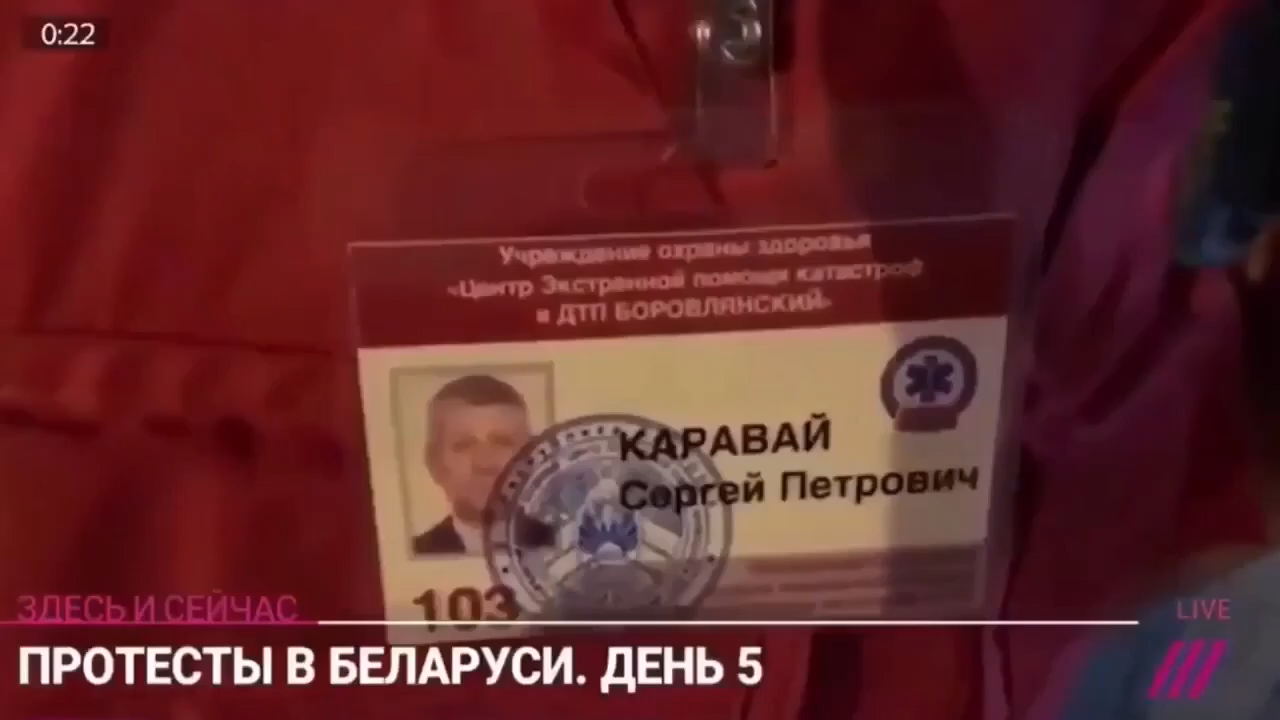 0:22
Учреждение охраны здоровья
«Центр Экстренной помощи катастроф
и ДТП БОРОВЛЯНСКИЙ»
КАРАВАЙ
Сергей Петрович
103
ЗДЕСЬ И СЕЙЧАС
LIVE
ПРОТЕСТЫ В БЕЛАРУСИ. ДЕНЬ 5